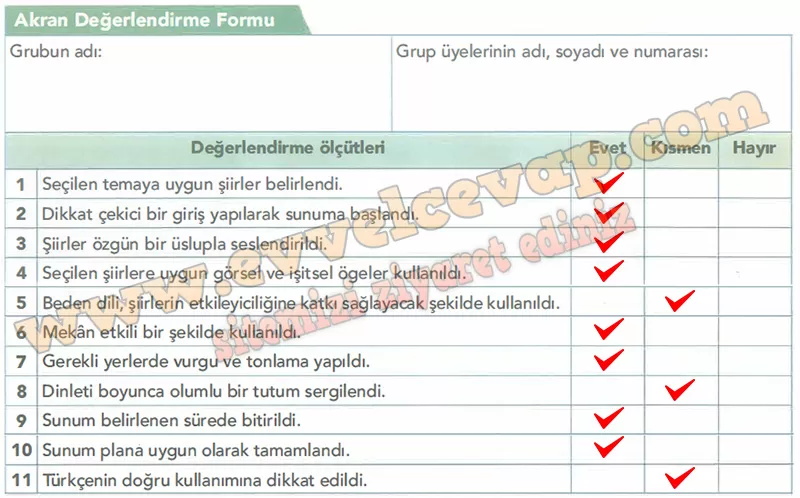 Akran Değerlendirme Formu
Grubun adı:
Grup üyelerinin adı, soyadı ve numarası:
Değerlendirme ölçütleri Evet Kısmen Hayır
1 Seçilen temaya uygun şiirler belirlendi.
2 Dikkat çekici bir giriş yapılarak sunuma başlandı.
3 Şiirler özgün bir üslupla seslendirildi.
4 Seçilen şiirlere uygun görsel ve işitsel ögeler kullanıldı.
5 Beden dili, şiirlerin etkileyiciliğine katkı sağlayacak şekilde kullanıldı.
6 Mekân etkili bir şekilde kullanıldı.
7 Gerekli yerlerde vurgu ve tonlama yapıldı.
8 Dinleti boyunca olumlu bir tutum sergilendi.
9 Sunum belirlenen sürede bitirildi.
10 Sunum plana uygun olarak tamamlandı.
11 Türkçenin doğru kullanımına dikkat edildi.
www.evvelcevap.com
sitemizi ziyaret ediniz